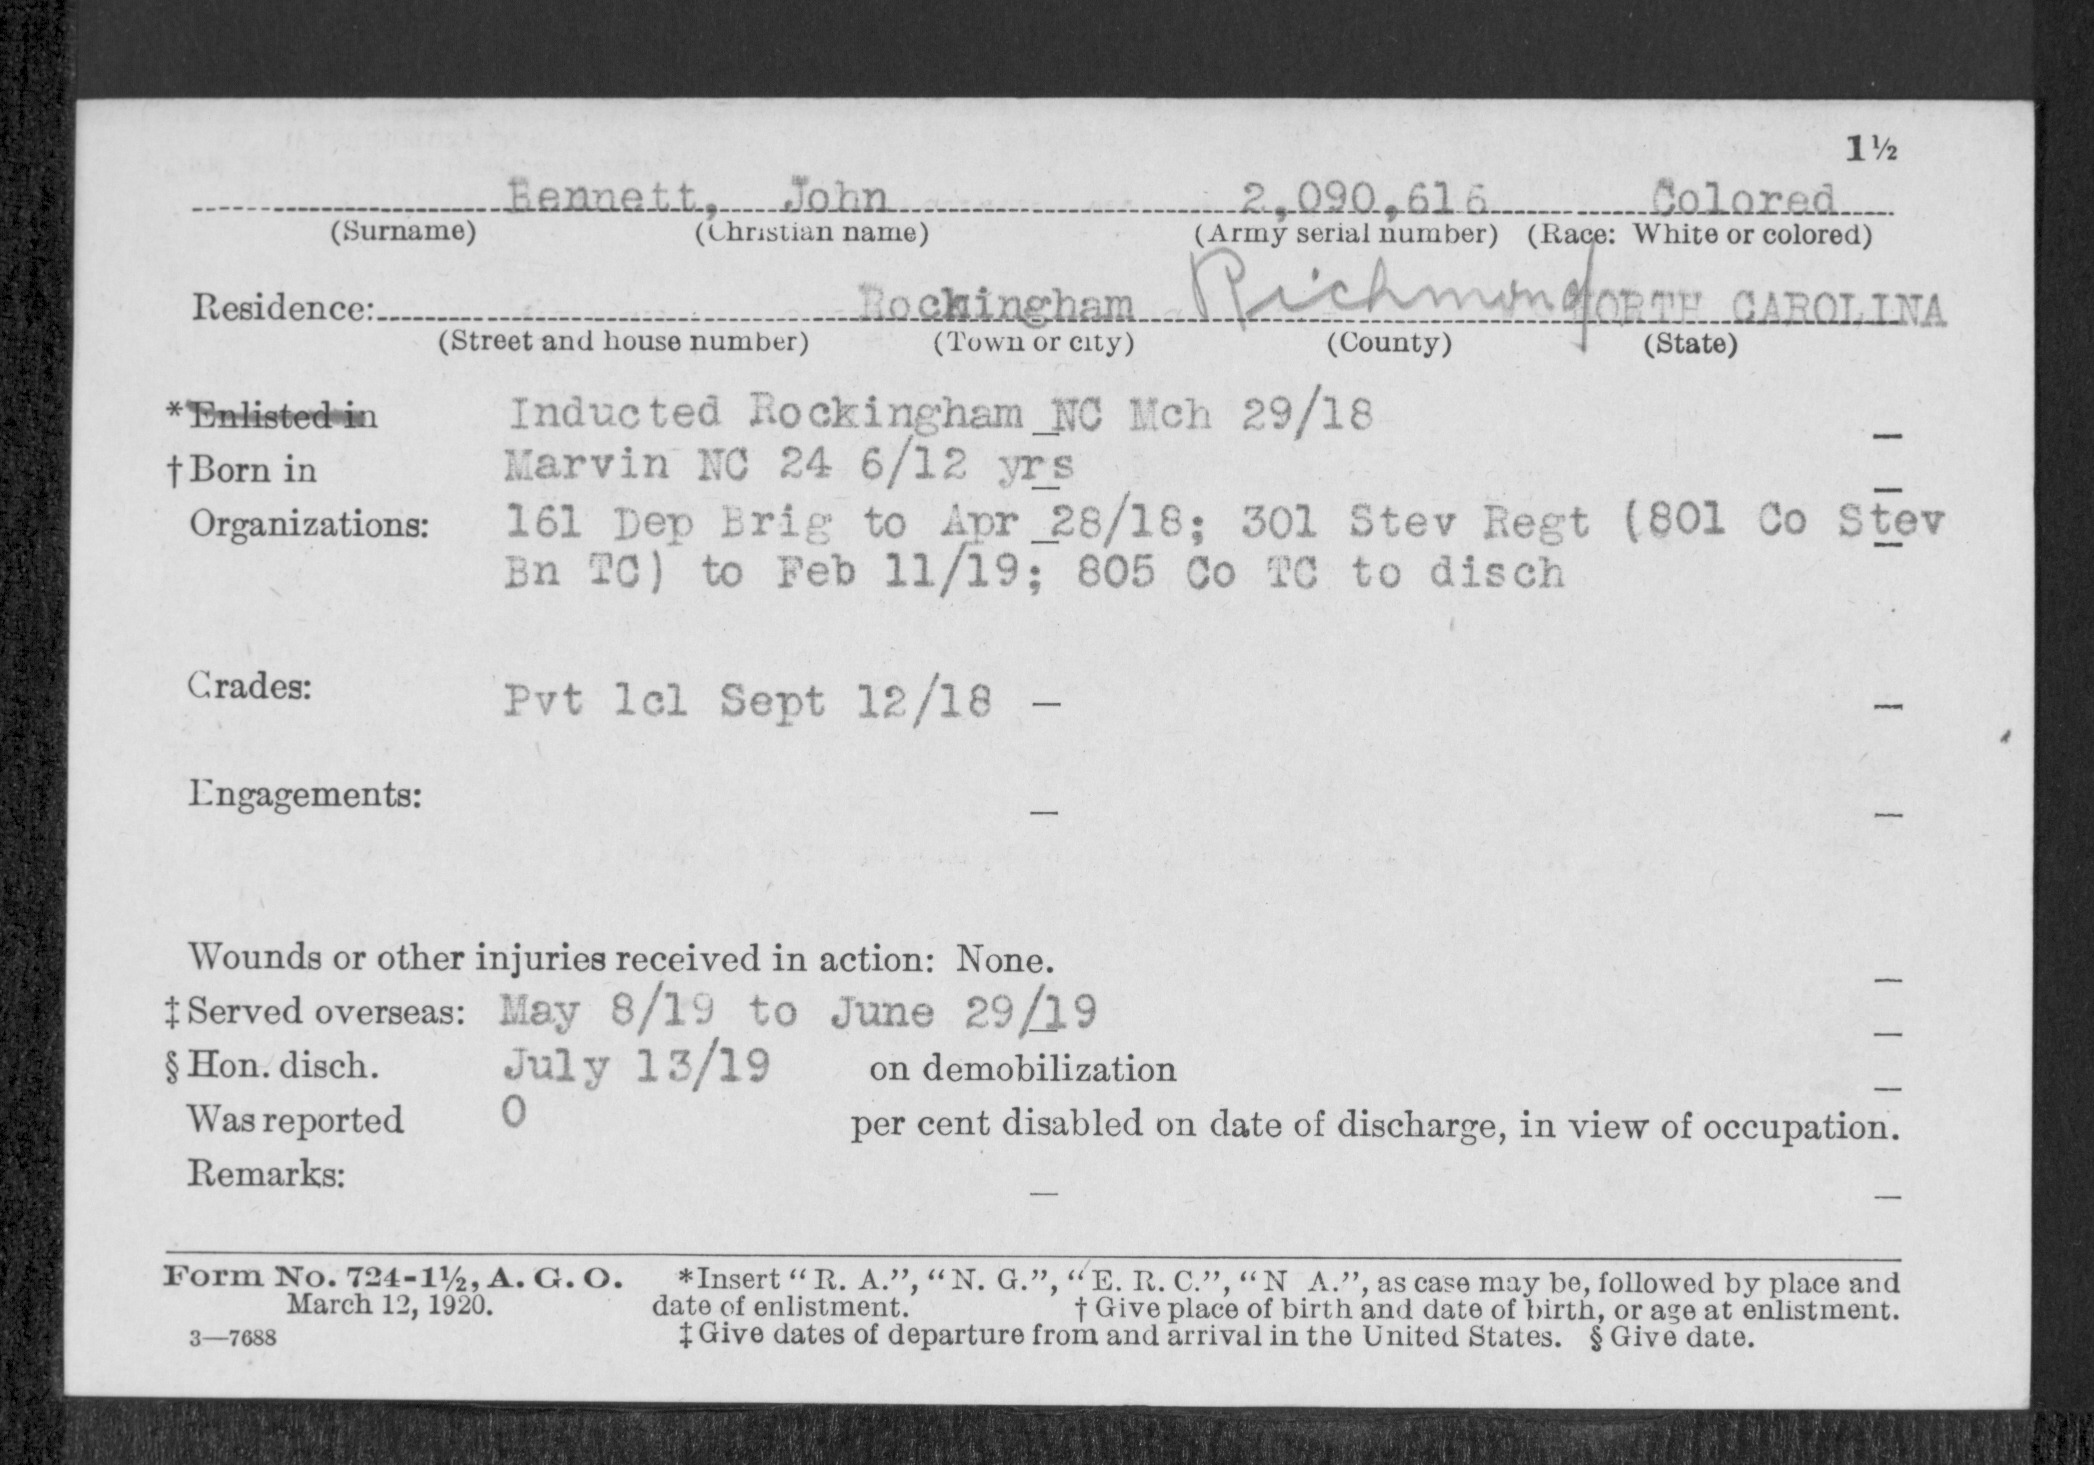 1½
Bennett, John 2,090,616 Colored
(Surname) (Christian name) (Army serial number) (Race: White or colored)
Residence: Rockingham Richmond NORTH CAROLINA
(Street and house number) (Town or city) (County) (State)
*Enlisted in Inducted Rockingham NC Mch 29/18
†Born in Marvin NC 24 6/12 yrs
Organizations: 161 Dep Brig to Apr 28/18; 301 Stev Regt (801 Co Stev
Bn TC) to Feb 11/19; 805 Co TC to disch
Grades: Pvt 1cl Sept 12/18 —
Engagements:
Wounds or other injuries received in action: None.
‡Served overseas: May 8/19 to June 29/19
§Hon. disch. July 13/19 on demobilization
Was reported 0 per cent disabled on date of discharge, in view of occupation.
Remarks:
Form No. 724-1½, A. G. O. *Insert "R. A.", "N. G.", "E. R. C.", "N A.", as case may be, followed by place and
March 12, 1920. date of enlistment. †Give place of birth and date of birth, or age at enlistment.
3—7688 ‡Give dates of departure from and arrival in the United States. §Give date.